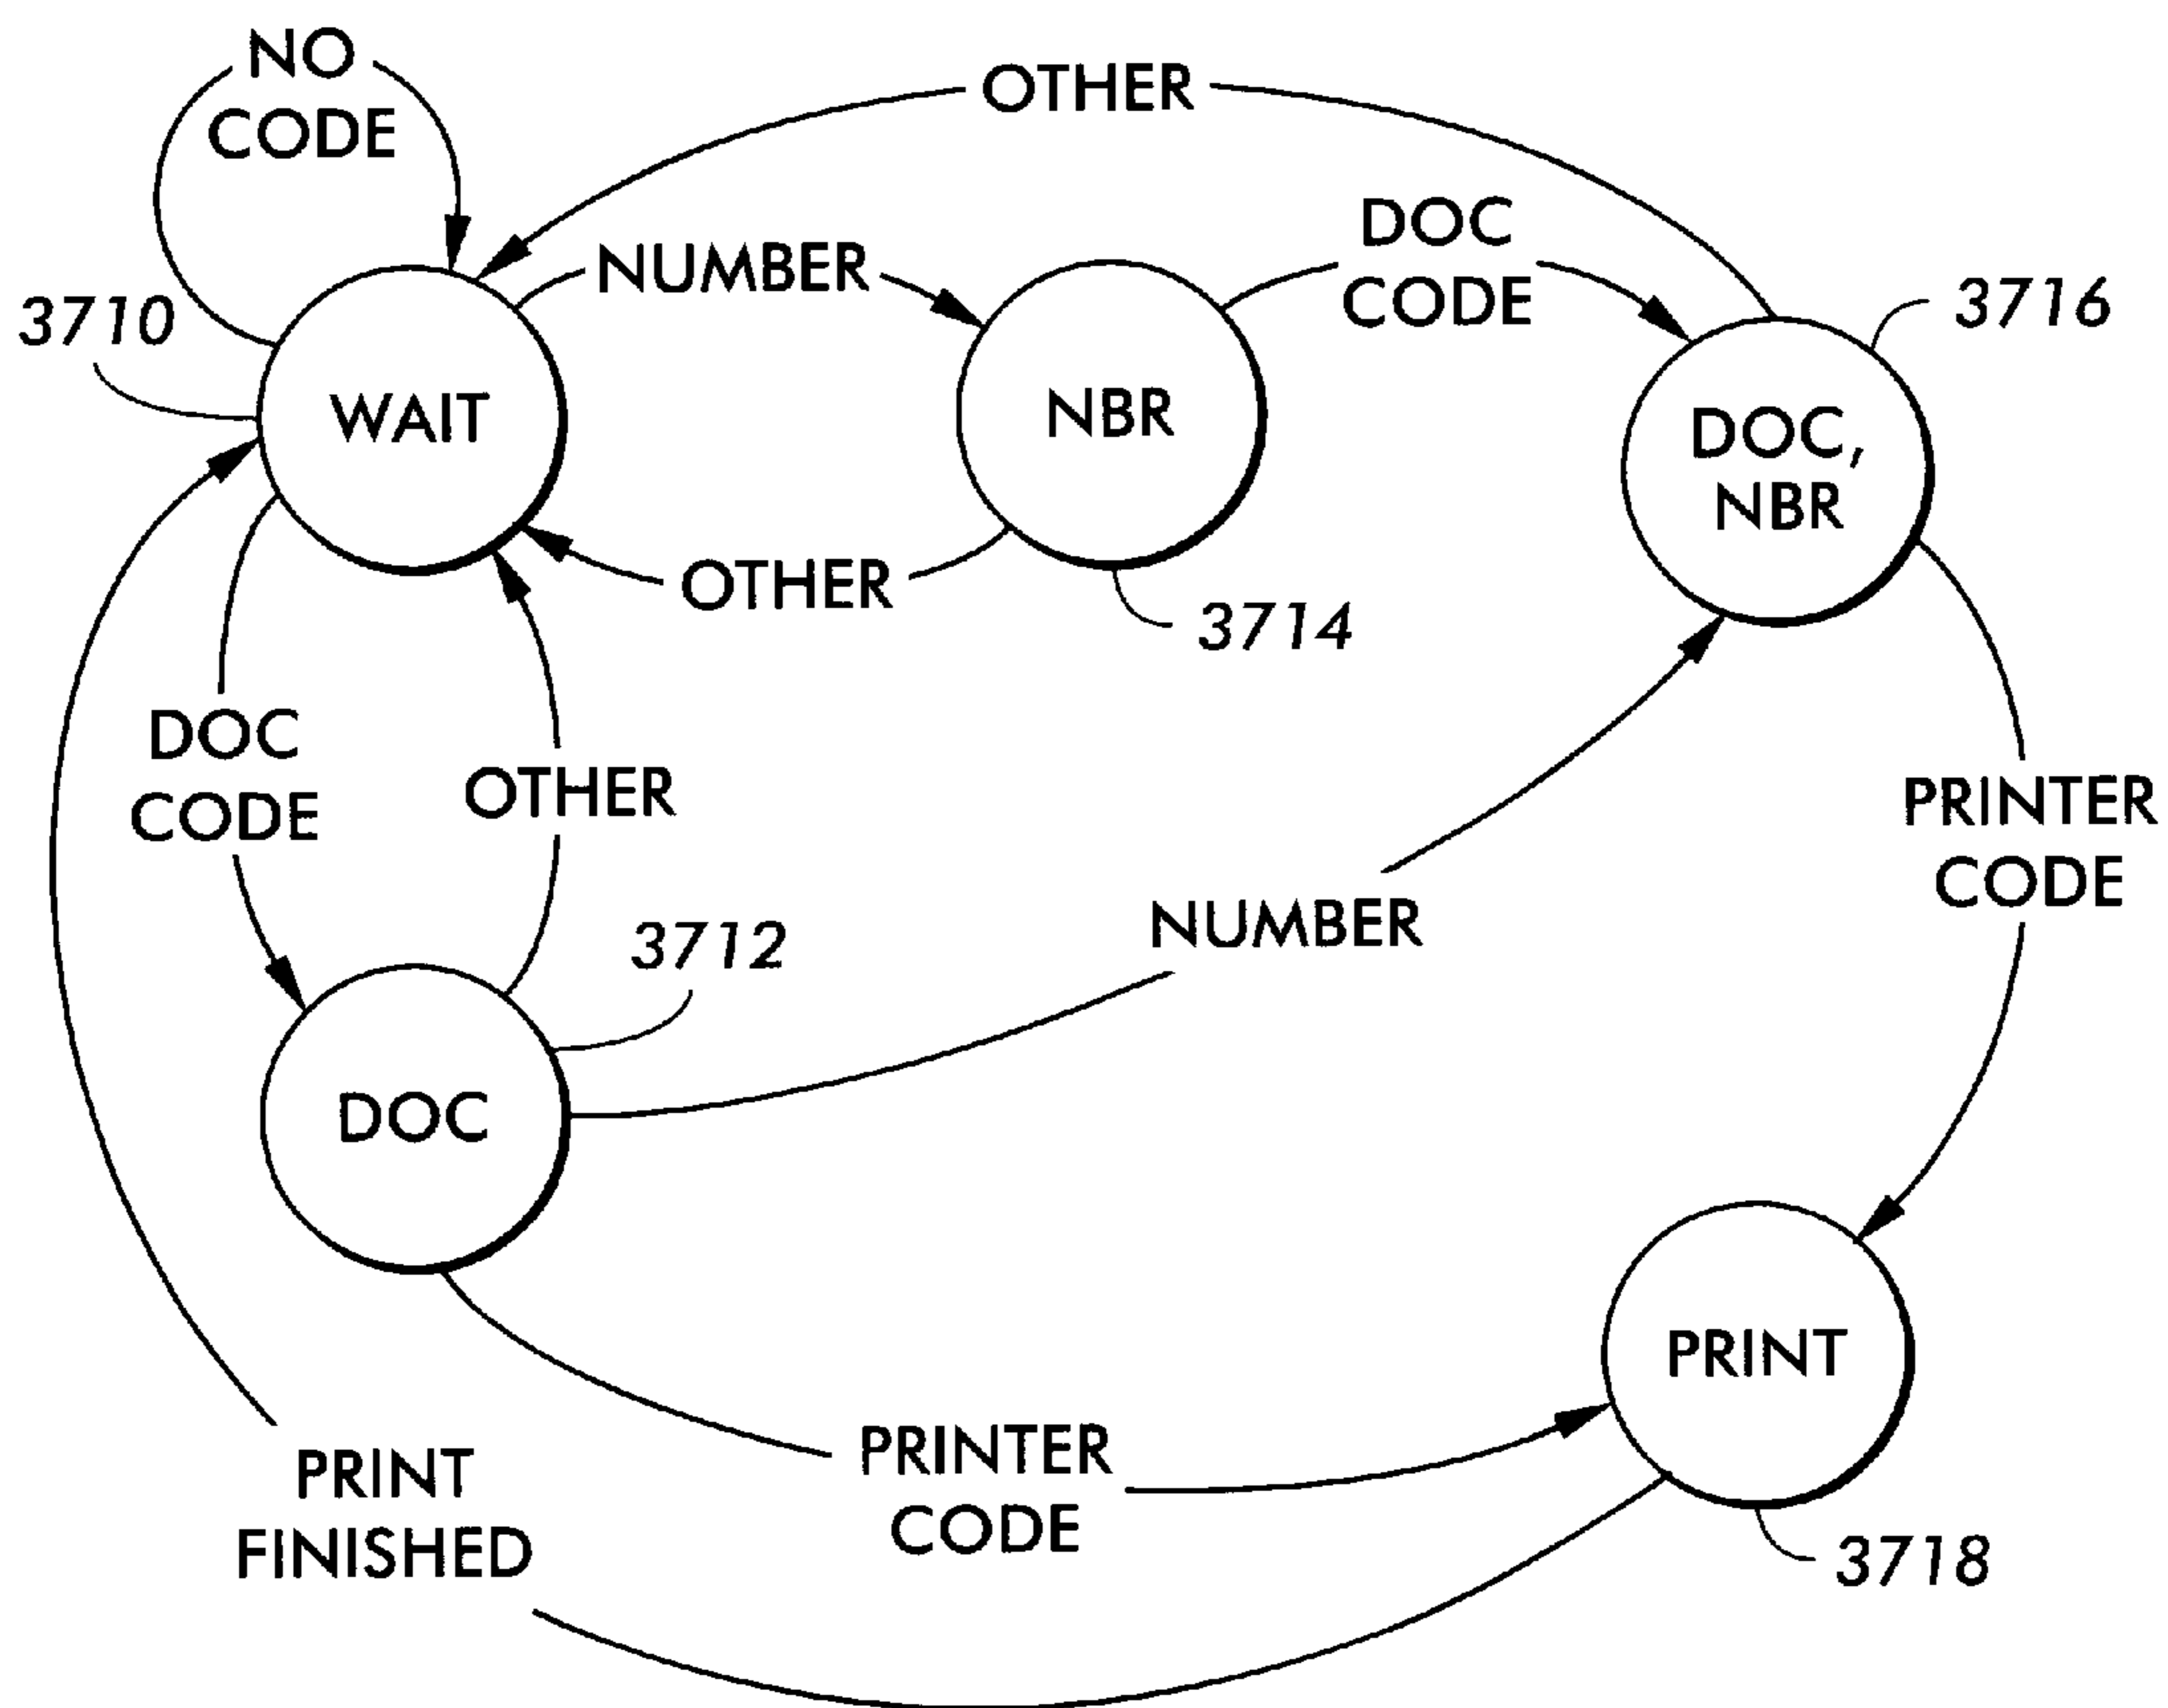 NO
CODE
OTHER
DOC
CODE
NUMBER
3710
3716
WAIT
NBR
DOC,
NBR
OTHER
3714
DOC
CODE
OTHER
PRINTER
CODE
NUMBER
3712
DOC
PRINT
PRINTER
CODE
PRINT
FINISHED
3718